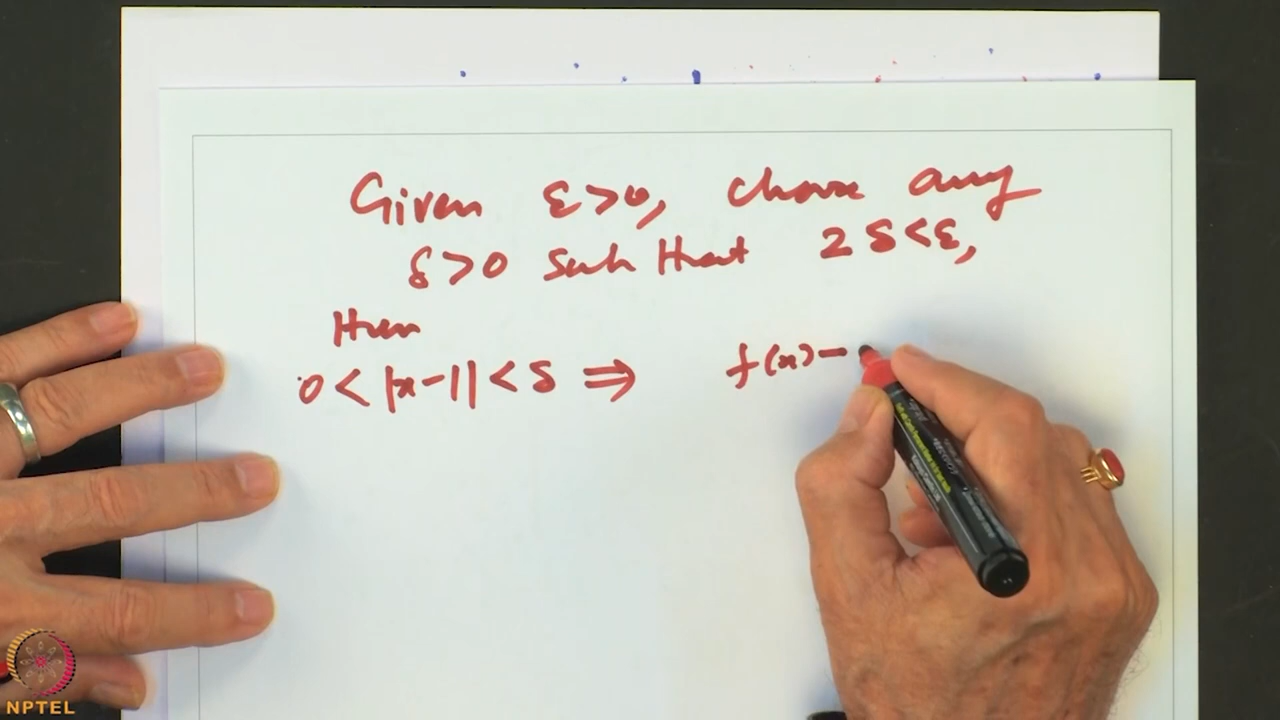 Given ε>0, choose any
δ>0 such that 2δ<ε,
then
0<|x-1|<δ ⇒ f(x)-
NPTEL